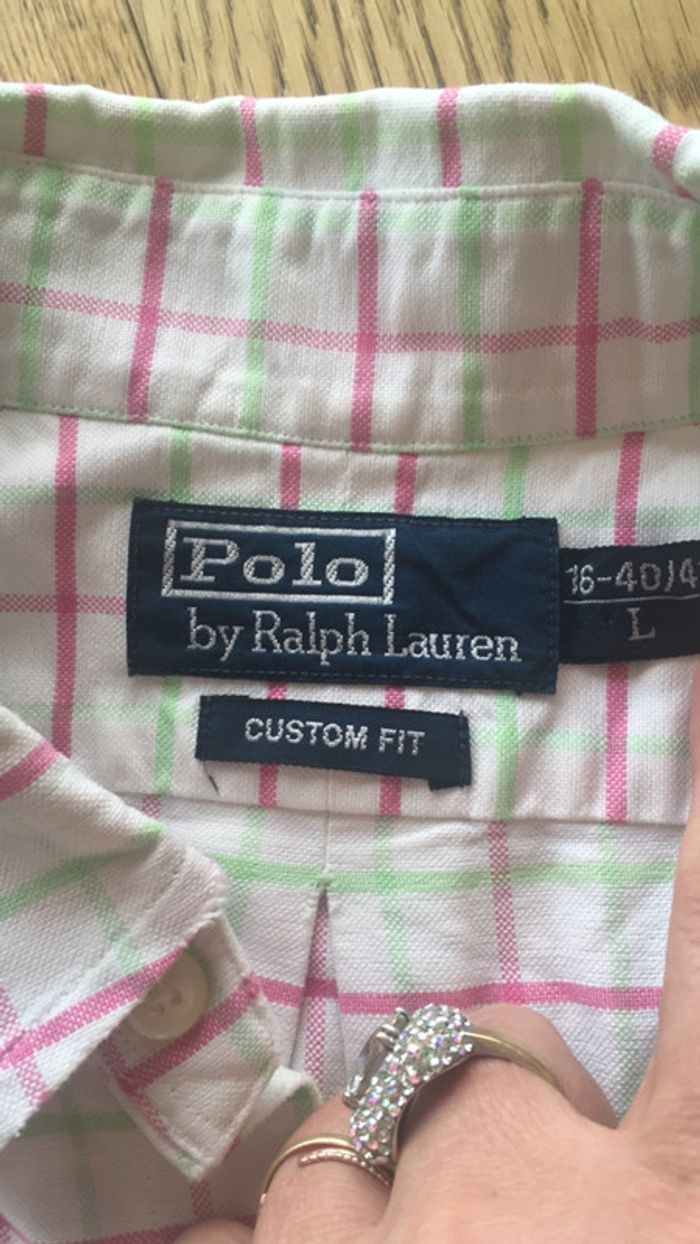 Polo
by Ralph Lauren
16-40/4
L
CUSTOM FIT